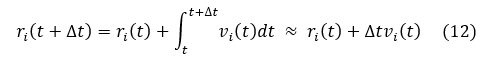 r_i(t + Δt) = r_i(t) + ∫_t^{t+Δt} v_i(t)dt ≈ r_i(t) + Δtv_i(t) (12)